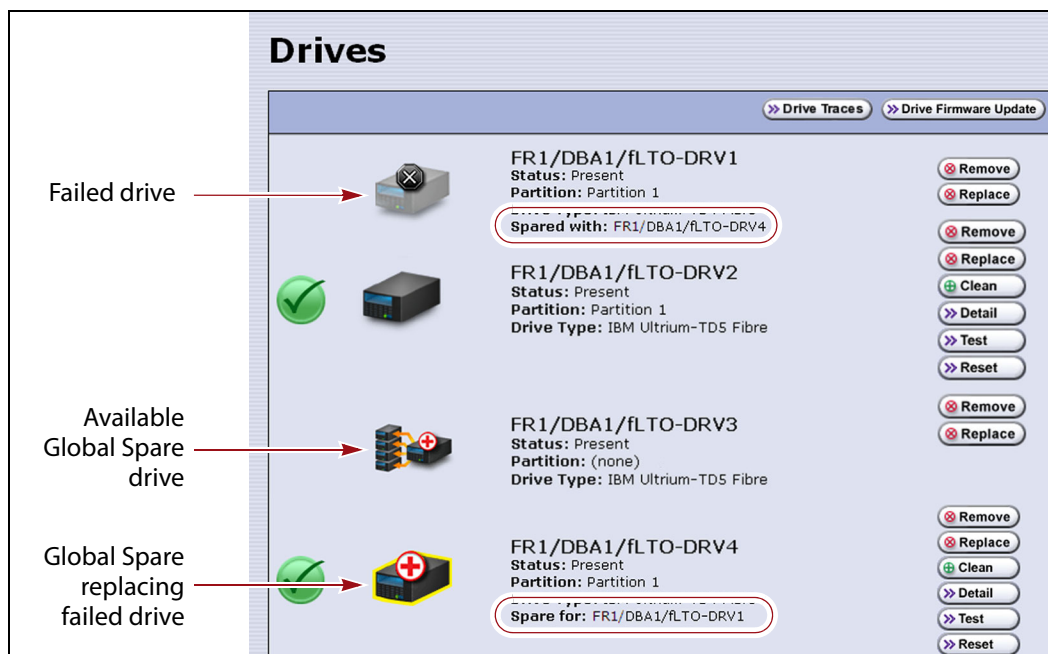 Drives
Drive Traces
Drive Firmware Update
Failed drive
FR1/DBA1/fLTO-DRV1
Status: Present
Partition: Partition 1
Spared with: FR1/DBA1/fLTO-DRV4
Remove
Replace
FR1/DBA1/fLTO-DRV2
Status: Present
Partition: Partition 1
Drive Type: IBM Ultrium-TD5 Fibre
Remove
Replace
Clean
Detail
Test
Reset
Available
Global Spare
drive
FR1/DBA1/fLTO-DRV3
Status: Present
Partition: (none)
Drive Type: IBM Ultrium-TD5 Fibre
Remove
Replace
Global Spare
replacing
failed drive
FR1/DBA1/fLTO-DRV4
Status: Present
Partition: Partition 1
Spare for: FR1/DBA1/fLTO-DRV1
Remove
Replace
Clean
Detail
Test
Reset